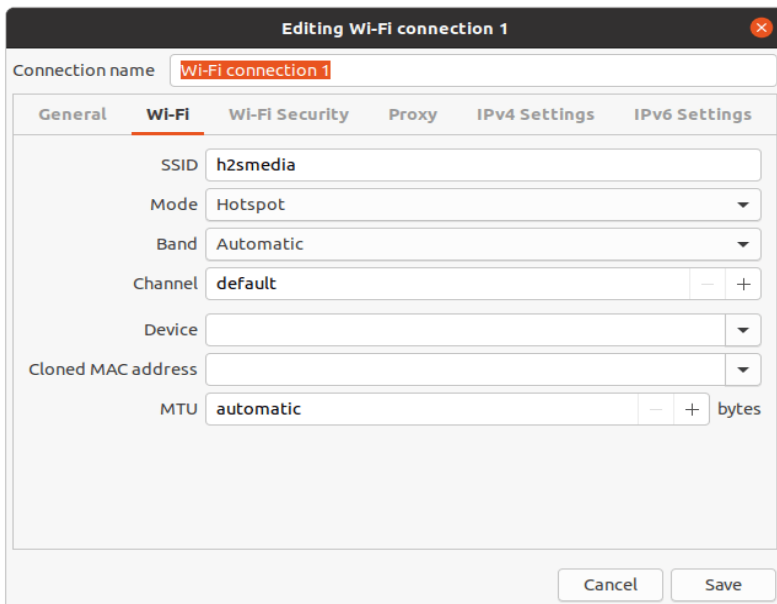 Editing Wi-Fi connection 1
Connection name Wi-Fi connection 1
General Wi-Fi Wi-Fi Security Proxy IPv4 Settings IPv6 Settings
SSID h2smedia
Mode Hotspot
Band Automatic
Channel default
Device
Cloned MAC address
MTU automatic bytes
Cancel Save